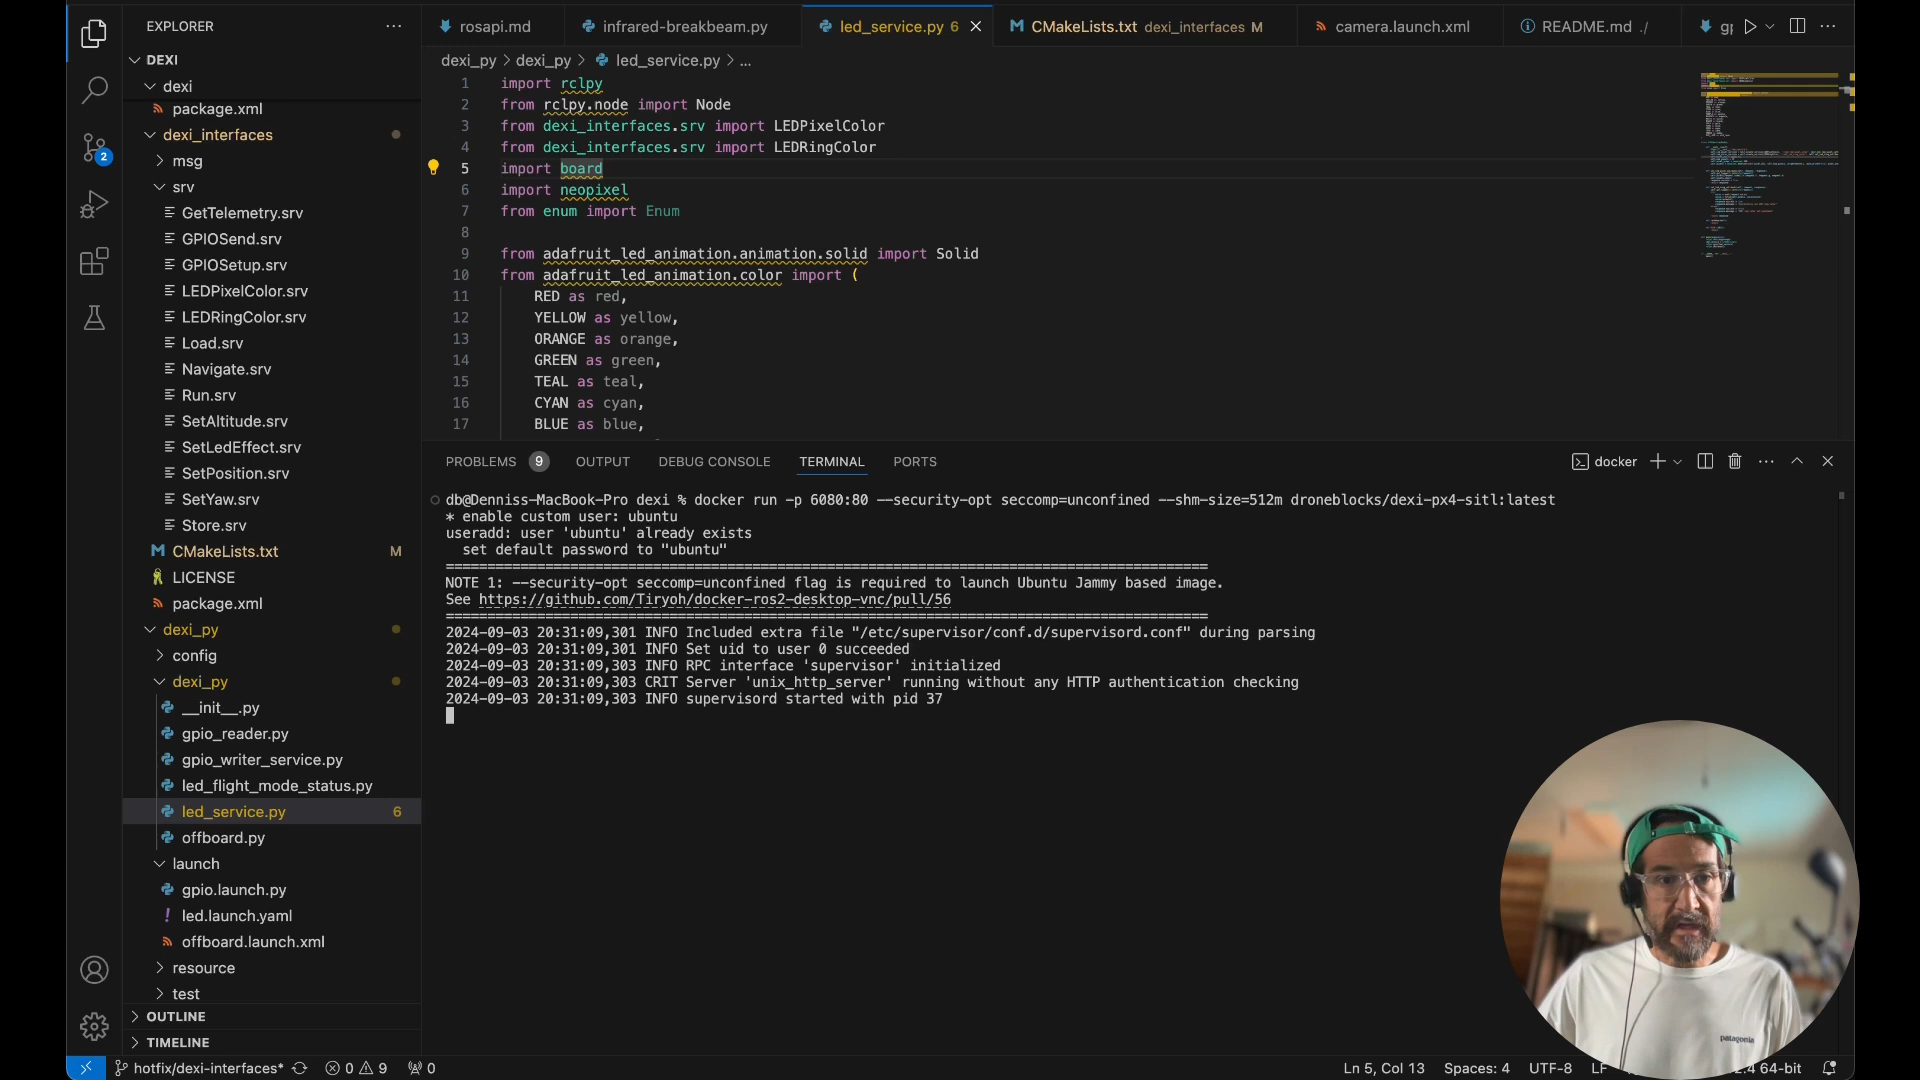 EXPLORER
DEXI
dexi
package.xml
dexi_interfaces
msg
srv
GetTelemetry.srv
GPIOSend.srv
GPIOSetup.srv
LEDPixelColor.srv
LEDRingColor.srv
Load.srv
Navigate.srv
Run.srv
SetAltitude.srv
SetLedEffect.srv
SetPosition.srv
SetYaw.srv
Store.srv
CMakeLists.txt M
LICENSE
package.xml
dexi_py
config
dexi_py
__init__.py
gpio_reader.py
gpio_writer_service.py
led_flight_mode_status.py
led_service.py 6
offboard.py
launch
gpio.launch.py
led.launch.yaml
offboard.launch.xml
resource
test
OUTLINE
TIMELINE
2
rosapi.md infrared-breakbeam.py led_service.py 6 CMakeLists.txt dexi_interfaces M camera.launch.xml README.md ./
dexi_py > dexi_py > led_service.py > ...
1 import rclpy
2 from rclpy.node import Node
3 from dexi_interfaces.srv import LEDPixelColor
4 from dexi_interfaces.srv import LEDRingColor
5 import board
6 import neopixel
7 from enum import Enum
8
9 from adafruit_led_animation.animation.solid import Solid
10 from adafruit_led_animation.color import (
11 RED as red,
12 YELLOW as yellow,
13 ORANGE as orange,
14 GREEN as green,
15 TEAL as teal,
16 CYAN as cyan,
17 BLUE as blue,
PROBLEMS 9 OUTPUT DEBUG CONSOLE TERMINAL PORTS docker
db@Denniss-MacBook-Pro dexi % docker run -p 6080:80 --security-opt seccomp=unconfined --shm-size=512m droneblocks/dexi-px4-sitl:latest
* enable custom user: ubuntu
useradd: user 'ubuntu' already exists
set default password to "ubuntu"
============================================================================================
NOTE 1: --security-opt seccomp=unconfined flag is required to launch Ubuntu Jammy based image.
See https://github.com/Tiryoh/docker-ros2-desktop-vnc/pull/56
============================================================================================
2024-09-03 20:31:09,301 INFO Included extra file "/etc/supervisor/conf.d/supervisord.conf" during parsing
2024-09-03 20:31:09,301 INFO Set uid to user 0 succeeded
2024-09-03 20:31:09,303 INFO RPC interface 'supervisor' initialized
2024-09-03 20:31:09,303 CRIT Server 'unix_http_server' running without any HTTP authentication checking
2024-09-03 20:31:09,303 INFO supervisord started with pid 37
patagonia
hotfix/dexi-interfaces* 0 9 0 Ln 5, Col 13 Spaces: 4 UTF-8 LF 64-bit